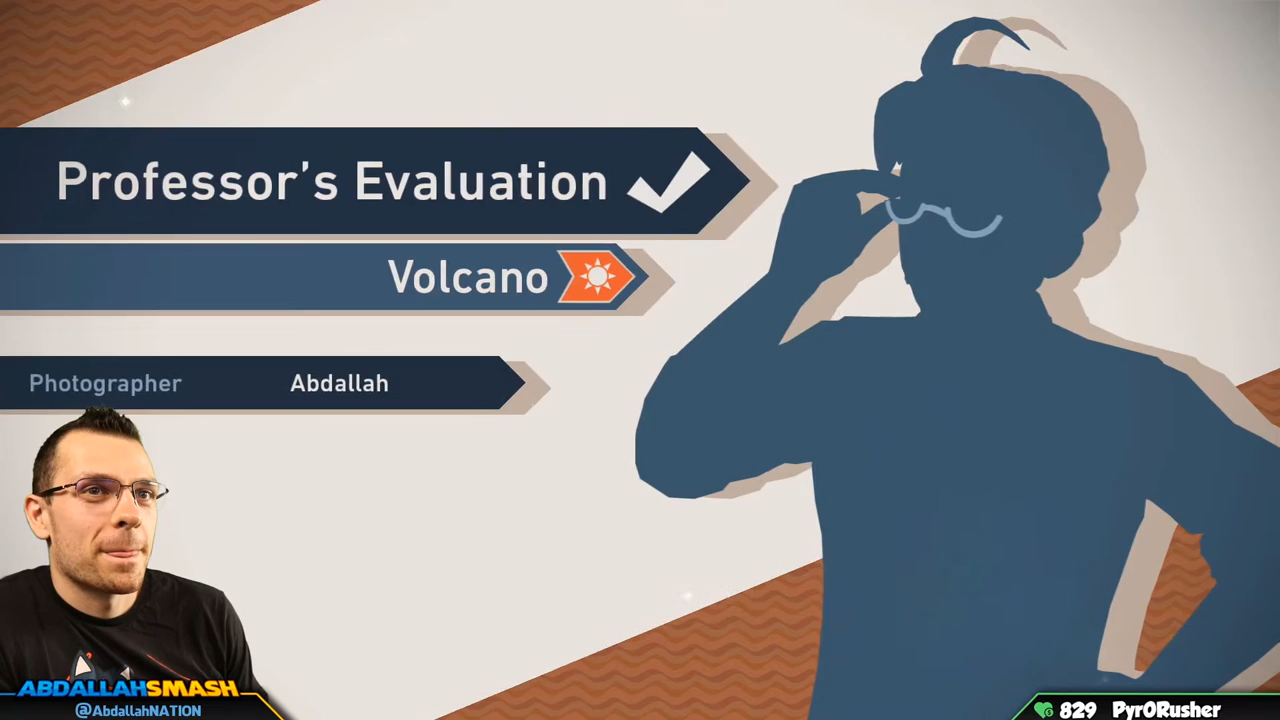 Professor's Evaluation
Volcano
Photographer Abdallah
ABDALLAHSMASH
@AbdallahNATION
829 PyrORusher